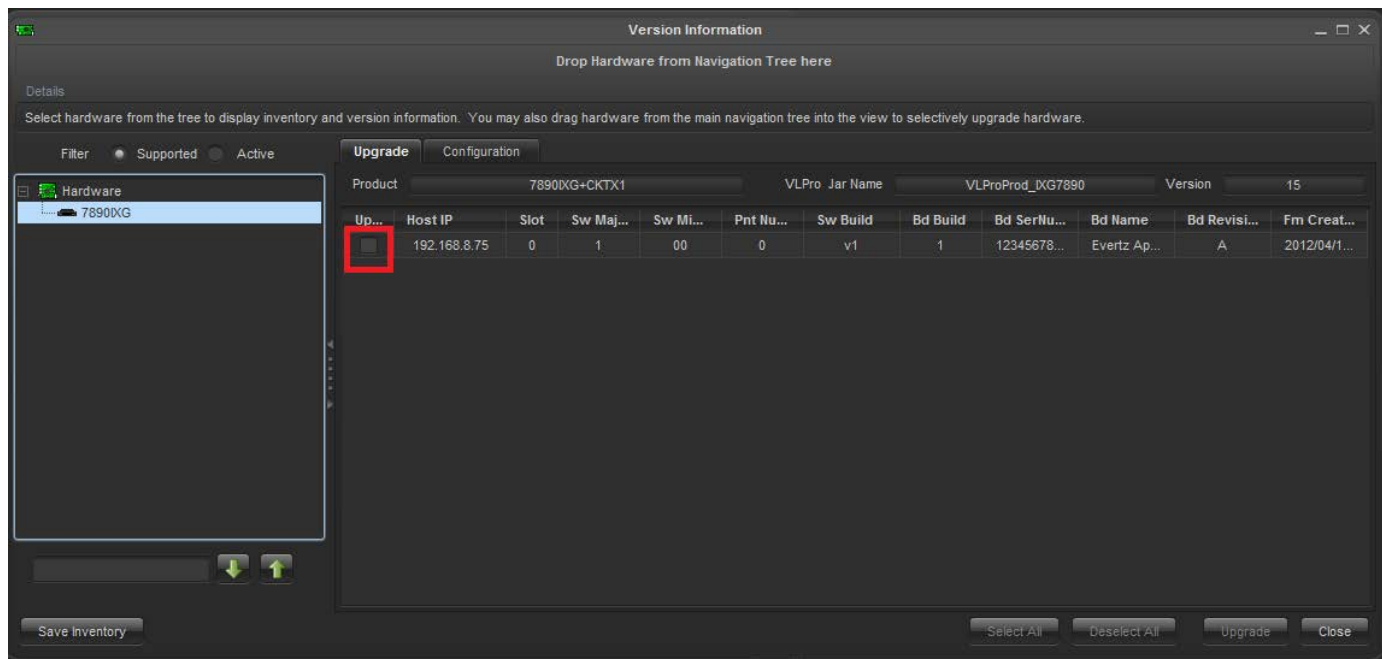 Version Information
Drop Hardware from Navigation Tree here
Details
Select hardware from the tree to display inventory and version information. You may also drag hardware from the main navigation tree into the view to selectively upgrade hardware.
Filter Supported Active
Upgrade Configuration
Hardware
7890IXG
Product 7890IXG+CKTX1 VLPro Jar Name VLProProd_IXG7890 Version 15
Up... Host IP Slot Sw Maj... Sw Mi... Pnt Nu... Sw Build Bd Build Bd SerNu... Bd Name Bd Revisi... Fm Creat...
192.168.8.75 0 1 00 0 v1 1 12345678... Evertz Ap... A 2012/04/1...
Save Inventory Select All Deselect All Upgrade Close